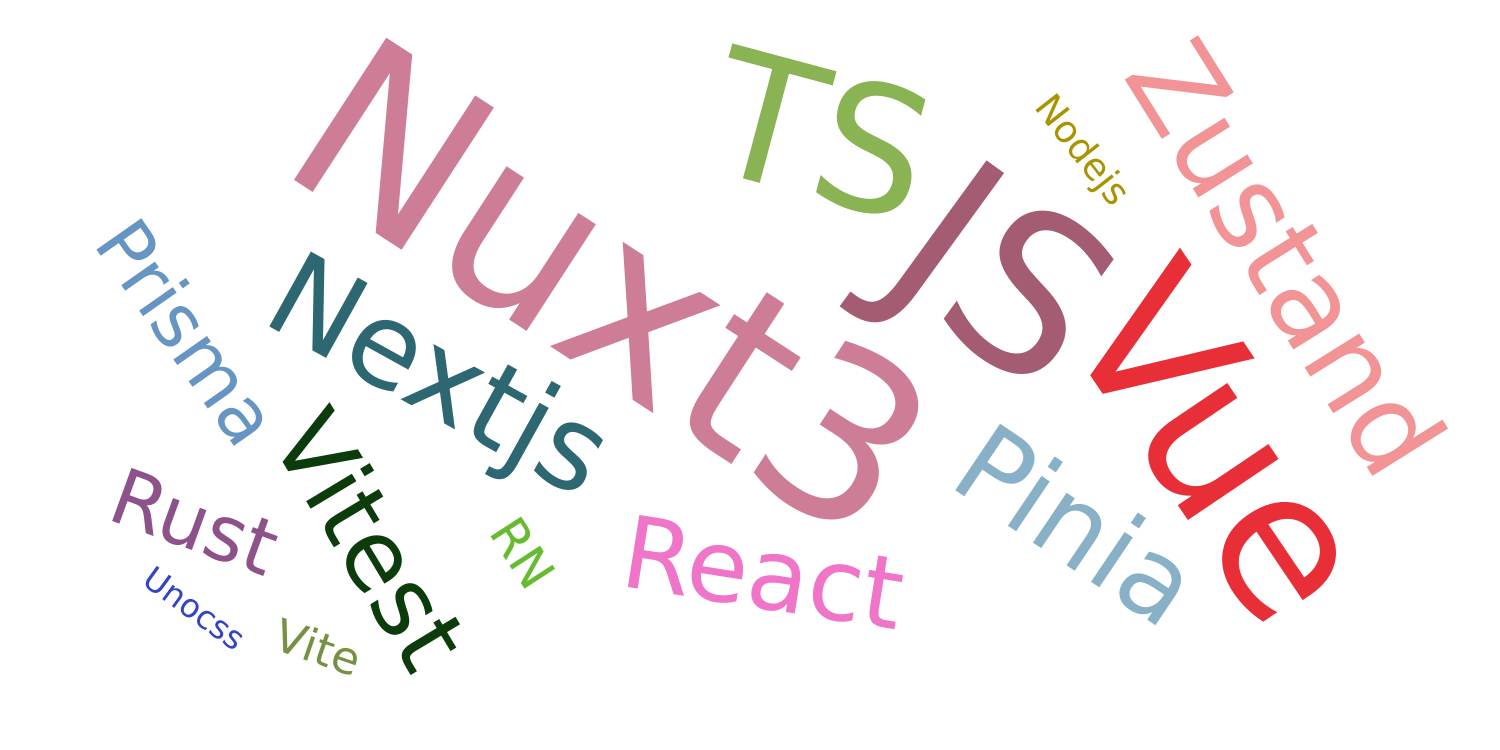 Nuxt3
TS
Nodejs
Zustand
JS
Prisma
Nextjs
Vue
Vitest
Pinia
Rust
RN
React
Unocss
Vite